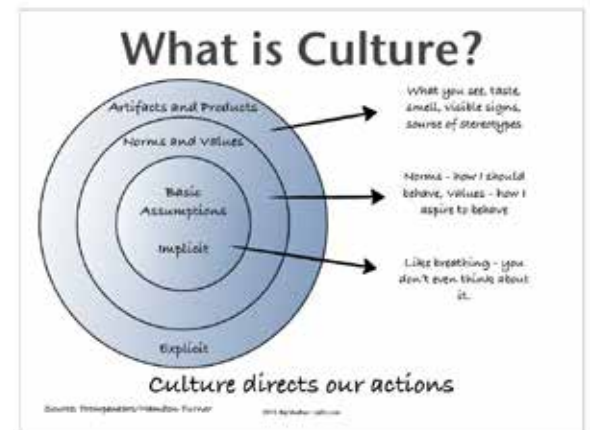 What is Culture?
Artifacts and Products
Norms and Values
Basic
Assumptions
Implicit
Explicit
What you see, taste,
smell, visible signs,
source of stereotypes
Norms - how I should
behave, Values - how I
aspire to behave
Like breathing - you
don't even think about
it.
Culture directs our actions
Source: Trompenaars/Hamden Turner